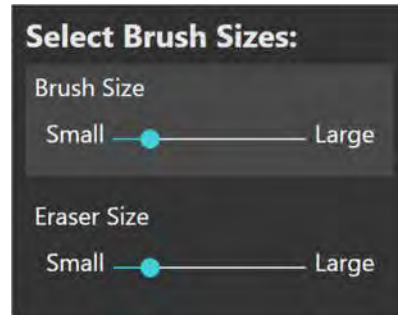 Select Brush Sizes:
Brush Size
Small Large
Eraser Size
Small Large